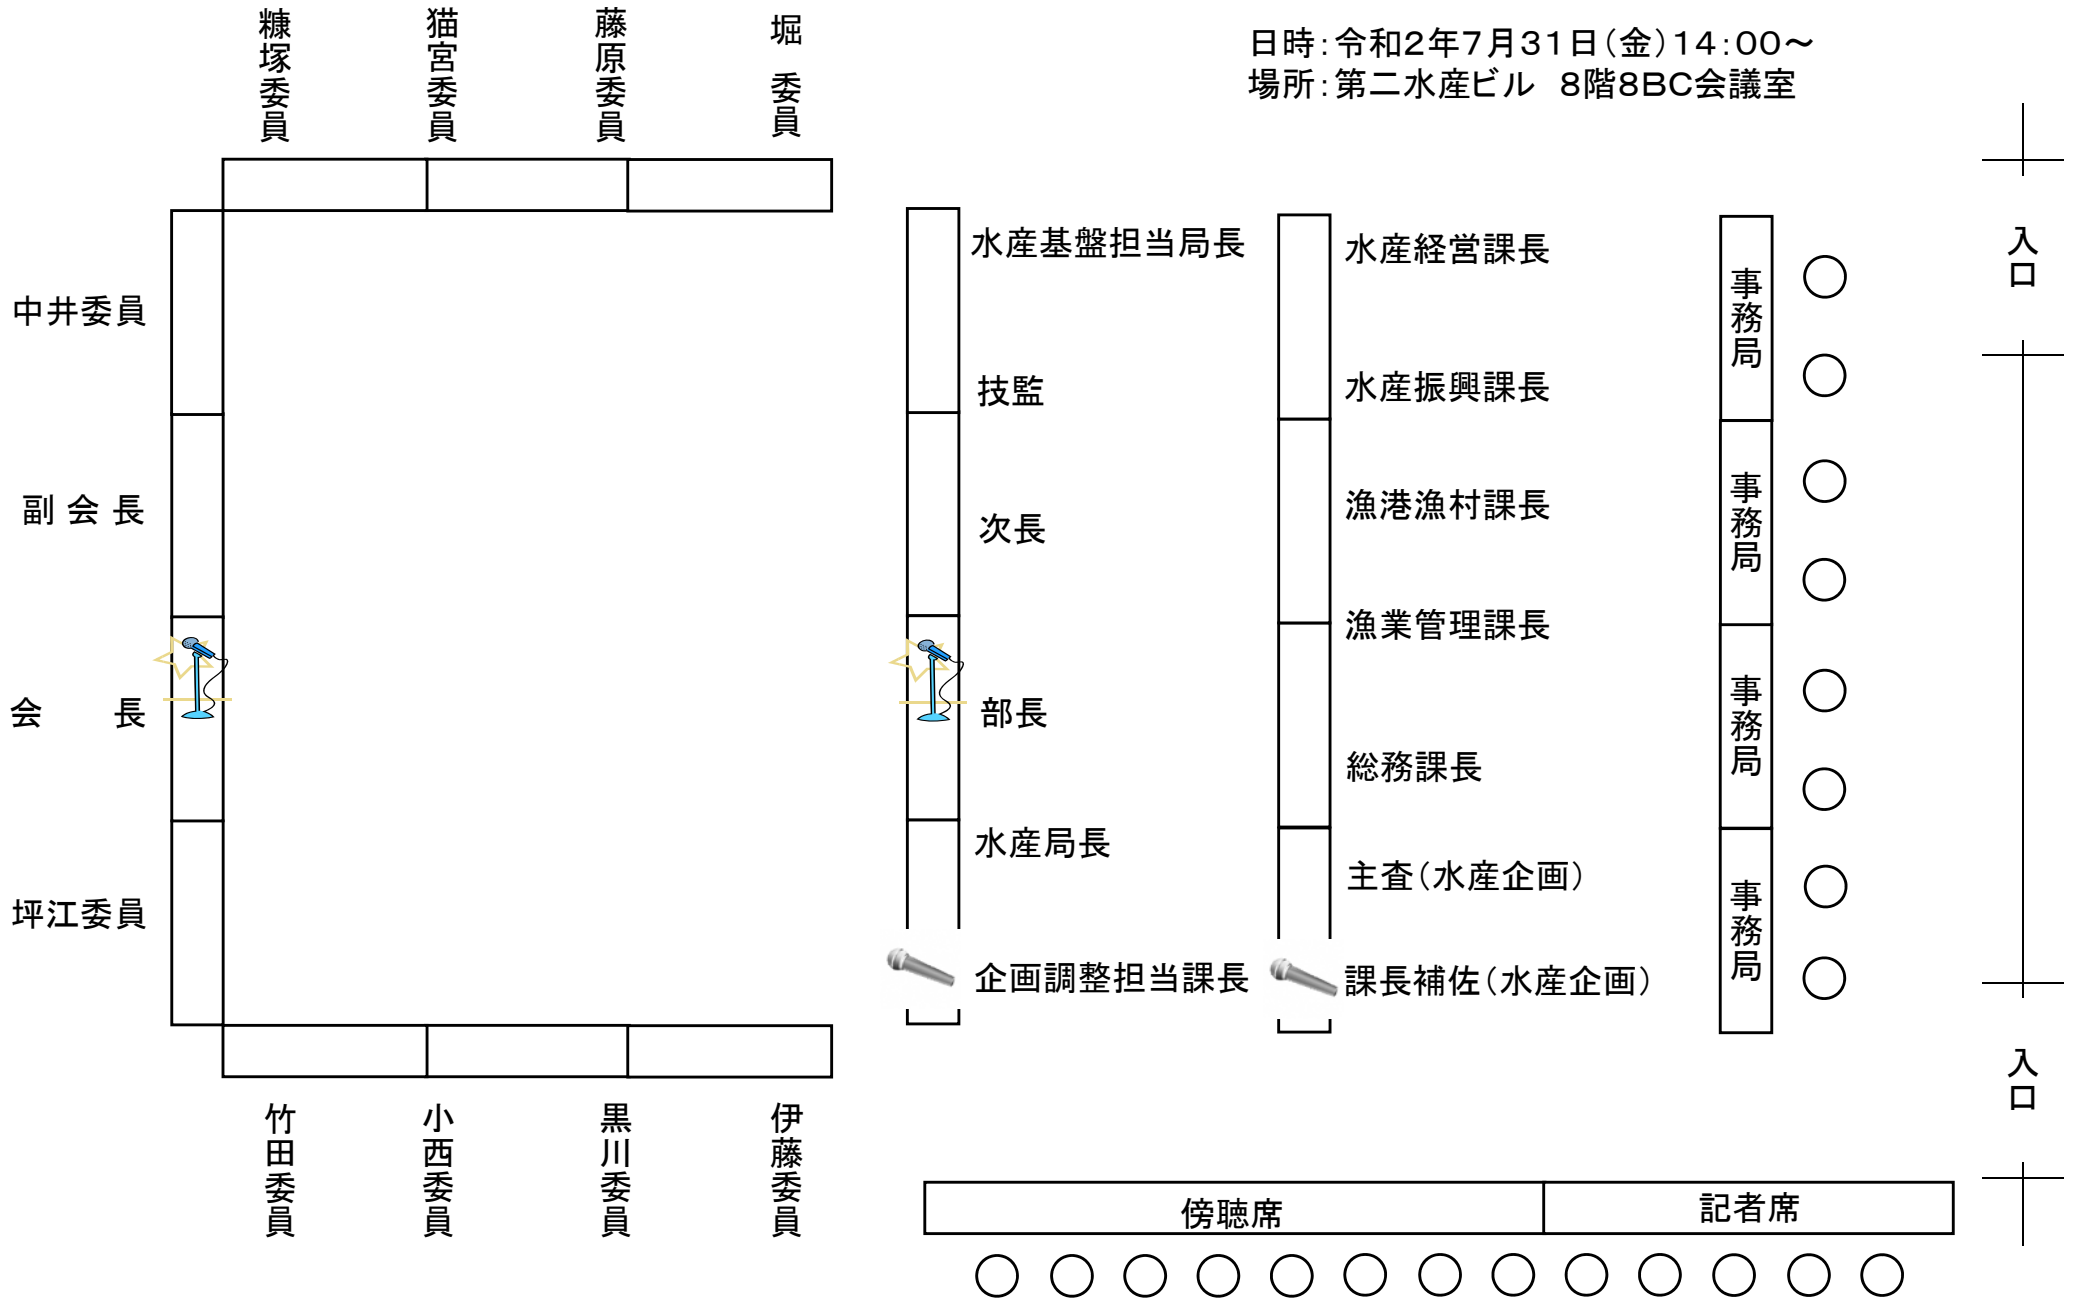 日時：令和2年7月31日（金）14：00～
場所：第二水産ビル　8階8BC会議室
糠塚委員
猫宮委員
藤原委員
堀　委員
中井委員
副 会 長
会　　長
坪江委員
竹田委員
小西委員
黒川委員
伊藤委員
水産基盤担当局長
技監
次長
部長
水産局長
企画調整担当課長
水産経営課長
水産振興課長
漁港漁村課長
漁業管理課長
総務課長
主査（水産企画）
課長補佐（水産企画）
事務局
事務局
事務局
事務局
入口
入口
傍聴席
記者席